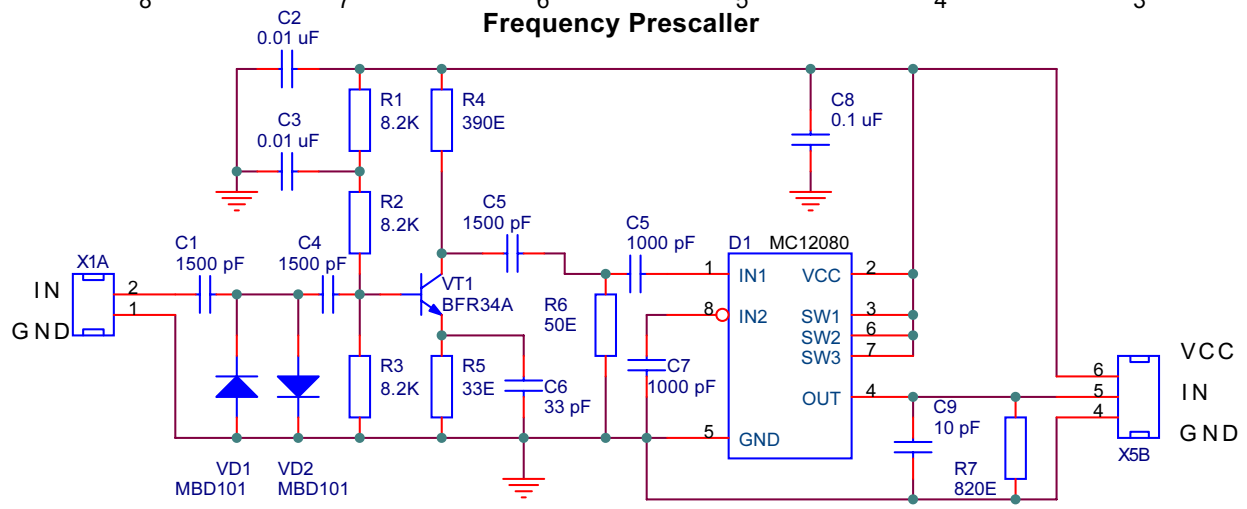 8 7 6 5 4 3
Frequency Prescaller
C2
0.01 uF
C3
0.01 uF
R1
8.2K
R4
390E
C8
0.1 uF
R2
8.2K
C5
1500 pF
C5
1000 pF
D1 MC12080
C1
1500 pF
C4
1500 pF
X1A
IN 2
GND 1
VT1
BFR34A
R6
50E
1 IN1
8 IN2
5 GND
VCC 2
SW1 3
SW2 6
SW3 7
OUT 4
R3
8.2K
R5
33E
C6
33 pF
C7
1000 pF
C9
10 pF
R7
820E
6 VCC
5 IN
4 GND
X5B
VD1
MBD101
VD2
MBD101